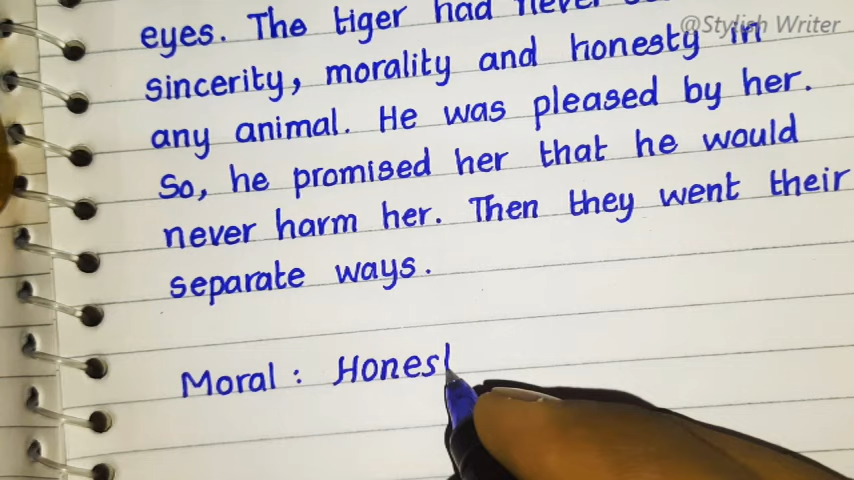 @Stylish Writer
eyes. The tiger had never
sincerity, morality and honesty in
any animal. He was pleased by her.
So, he promised her that he would
never harm her. Then they went their
separate ways.
Moral : Hones